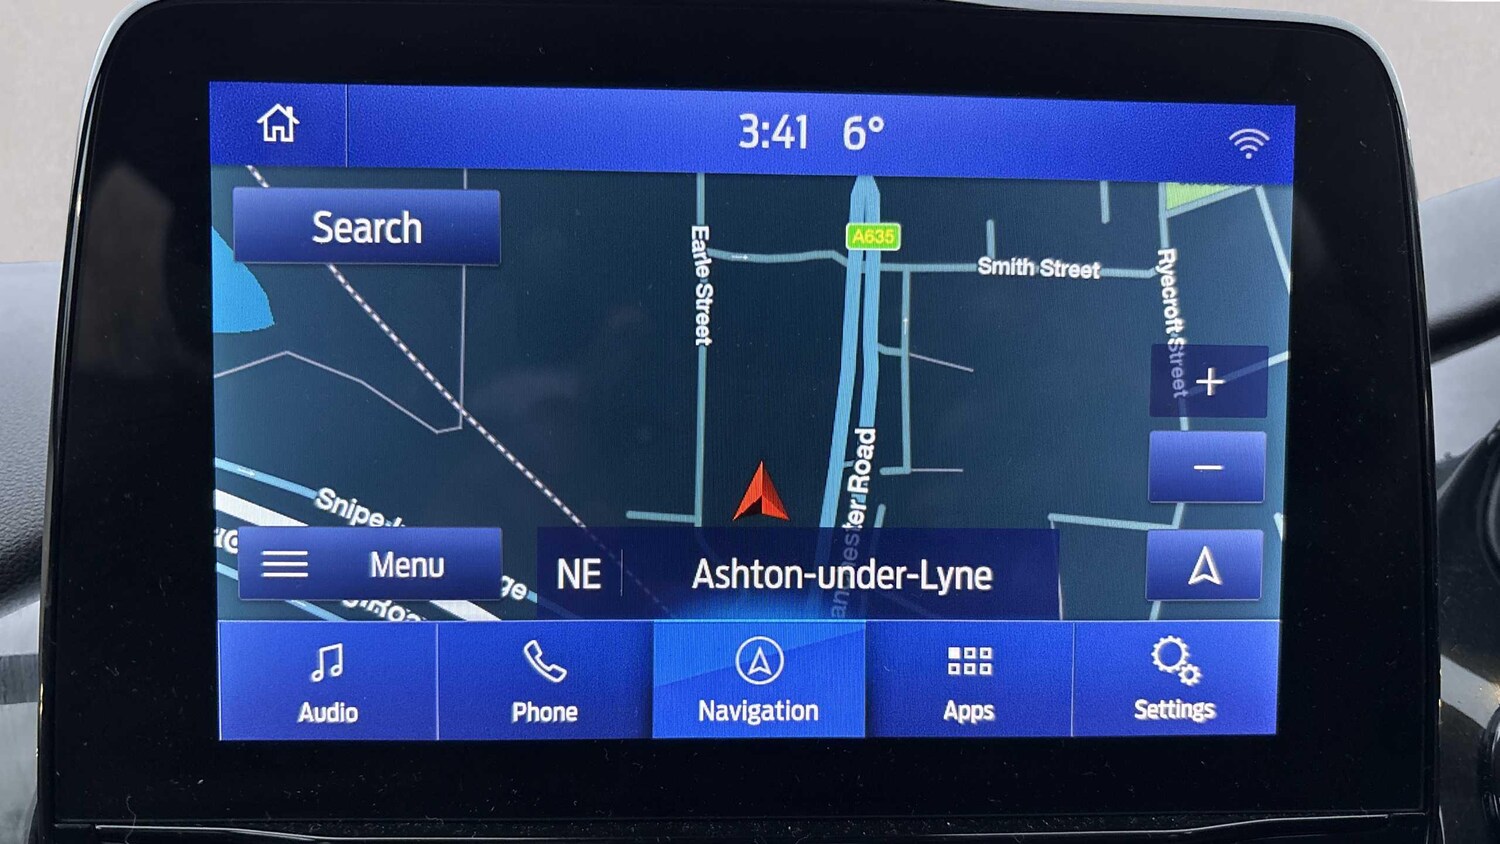 3:41 6°
Search
A635
Earle Street
Smith Street
Ryecroft Street
Menu
NE
Ashton-under-Lyne
Audio
Phone
Navigation
Apps
Settings